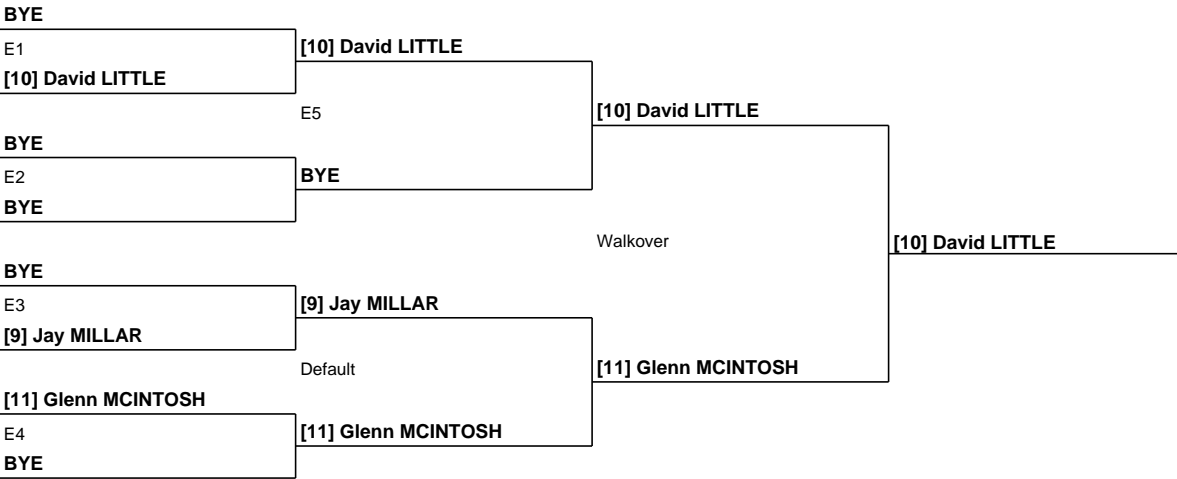 BYE
E1
[10] David LITTLE
BYE
E2
BYE
BYE
E3
[9] Jay MILLAR
[11] Glenn MCINTOSH
E4
BYE
[10] David LITTLE
E5
BYE
[9] Jay MILLAR
Default
[11] Glenn MCINTOSH
[10] David LITTLE
Walkover
[11] Glenn MCINTOSH
[10] David LITTLE